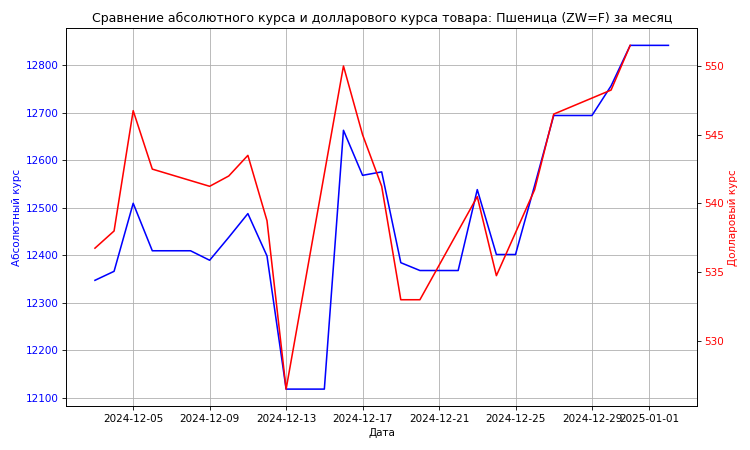 Сравнение абсолютного курса и долларового курса товара: Пшеница (ZW=F) за месяц
12800
12700
12600
12500
12400
12300
12200
12100
Абсолютный курс
550
545
540
535
530
Долларовый курс
2024-12-05 2024-12-09 2024-12-13 2024-12-17 2024-12-21 2024-12-25 2024-12-29 2025-01-01
Дата